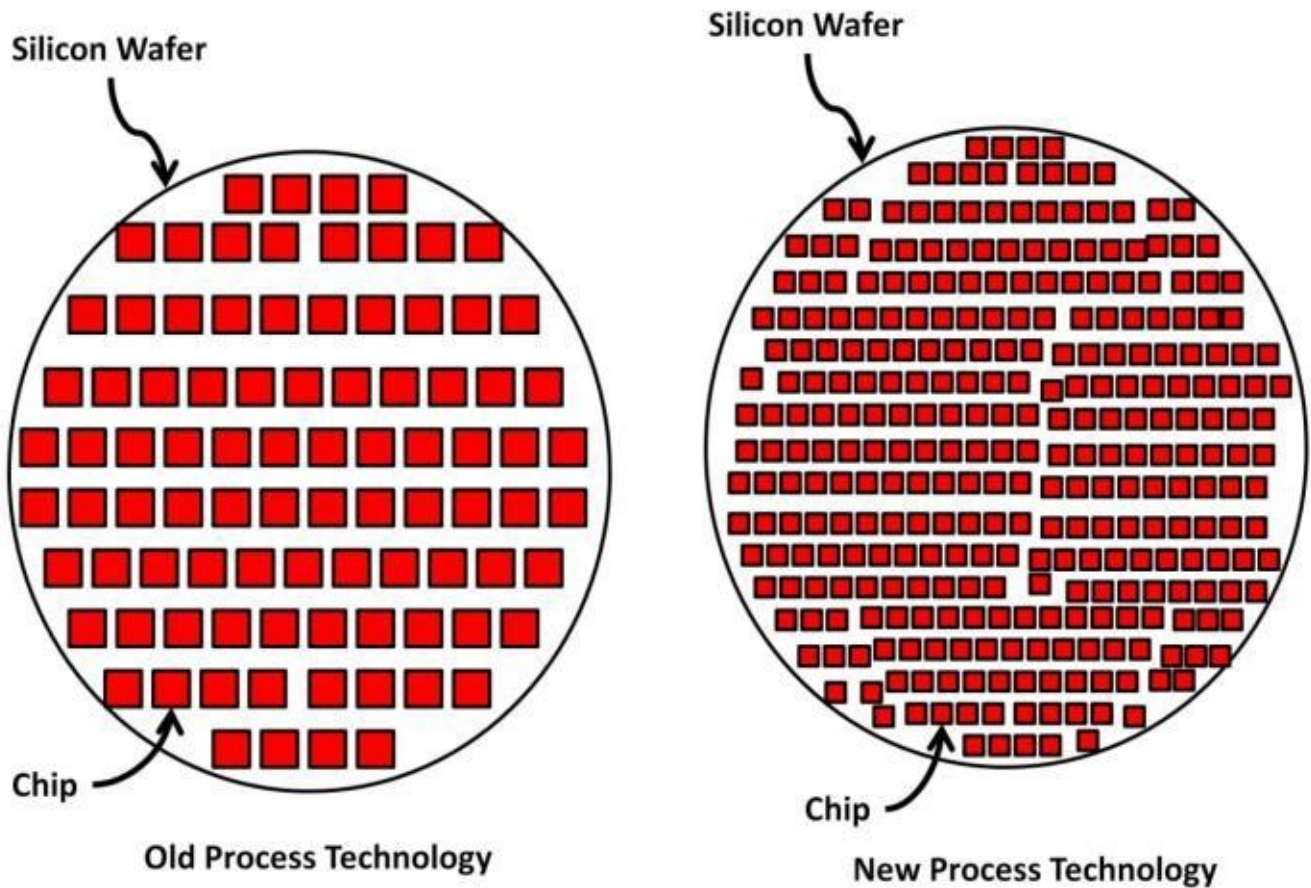 Silicon Wafer
Silicon Wafer
Chip
Chip
Old Process Technology
New Process Technology